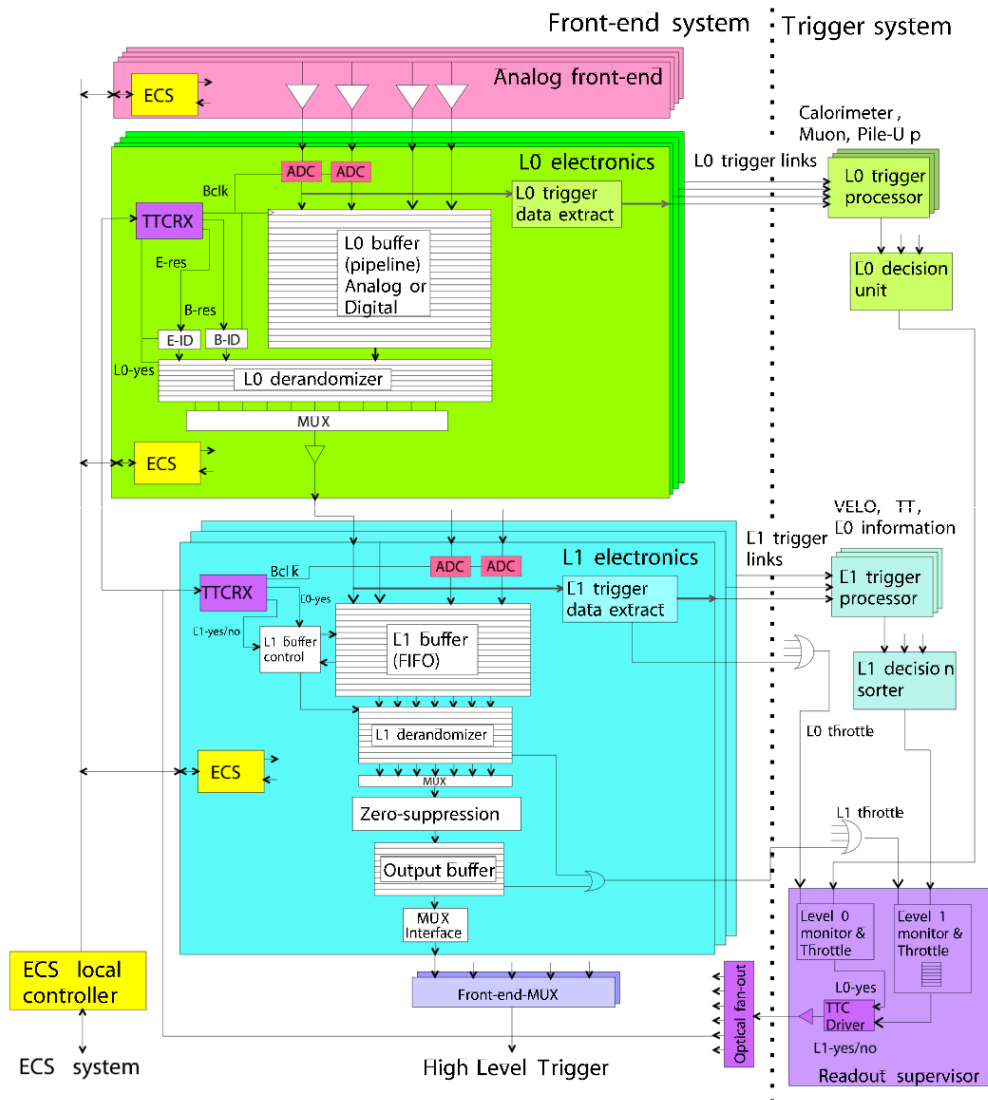 Front-end system
Trigger system
Analog front-end
ECS
Calorimeter,
Muon, Pile-Up
L0 electronics
L0 trigger links
ADC
ADC
Bclk
L0 trigger
data extract
L0 trigger
processor
TTCRX
L0 buffer
(pipeline)
Analog or
Digital
E-res
L0 decision
unit
B-res
E-ID
B-ID
L0-yes
L0 derandomizer
MUX
ECS
VELO, TT,
L0 information
L1 electronics
L1 trigger
links
ADC
ADC
Bclk
L1 trigger
data extract
L1 trigger
processor
TTCRX
L0-yes
L1-yes/no
L1 buffer
control
L1 buffer
(FIFO)
L1 decision
sorter
L1 derandomizer
L0 throttle
ECS
MUX
Zero-suppression
L1 throttle
Output buffer
MUX
Interface
Level 0
monitor &
Throttle
Level 1
monitor &
Throttle
ECS local
controller
Front-end-MUX
Optical fan-out
L0-yes
TTC
Driver
L1-yes/no
ECS system
High Level Trigger
Readout supervisor